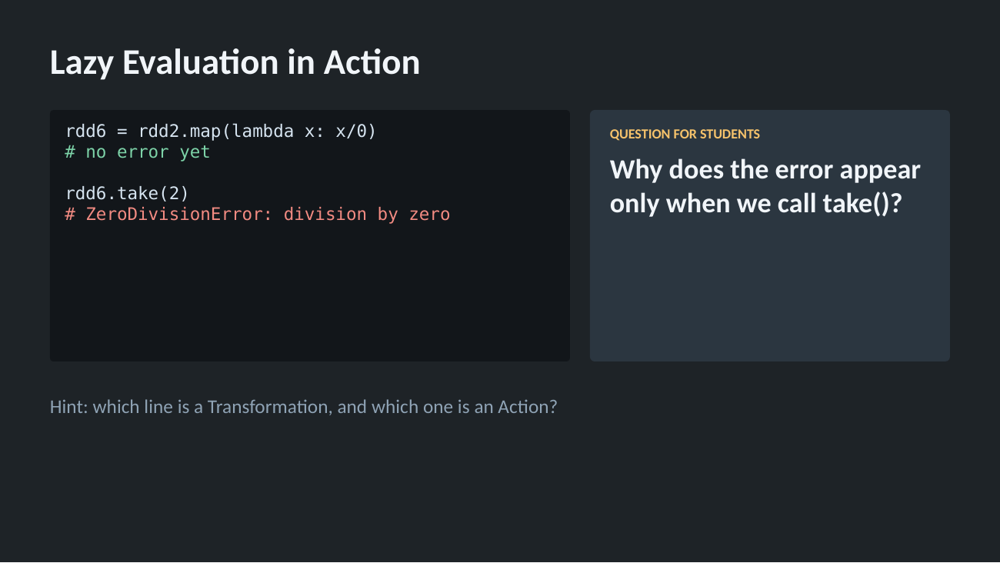 Lazy Evaluation in Action
rdd6 = rdd2.map(lambda x: x/0)
# no error yet
rdd6.take(2)
# ZeroDivisionError: division by zero
QUESTION FOR STUDENTS
Why does the error appear
only when we call take()?
Hint: which line is a Transformation, and which one is an Action?